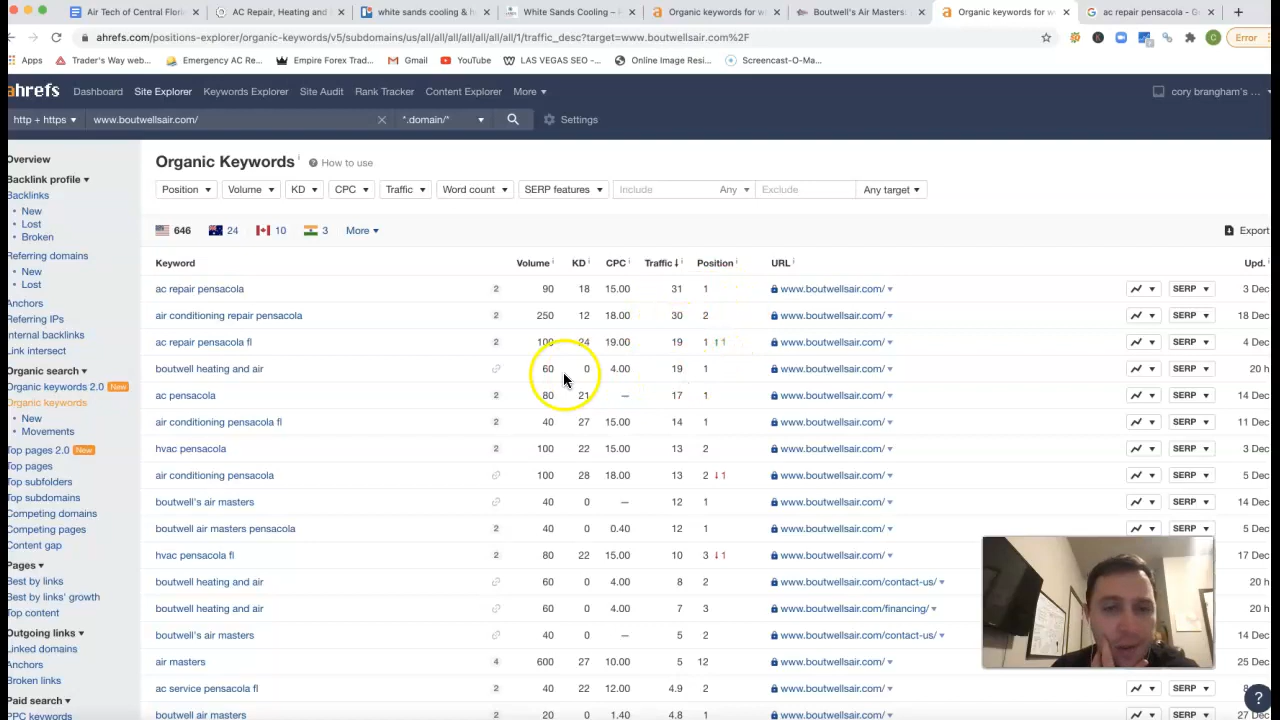 Air Tech of Central Flori
AC Repair, Heating and
white sands cooling & h
White Sands Cooling –
Organic keywords for w
Boutwell's Air Masters:
Organic keywords for w
ac repair pensacola - G
ahrefs.com/positions-explorer/organic-keywords/v5/subdomains/us/all/all/all/all/all/all/1/traffic_desc?target=www.boutwellsair.com%2F
Error
Apps
Trader's Way web...
Emergency AC Re...
Empire Forex Trad...
Gmail
YouTube
LAS VEGAS SEO -...
Online Image Resi...
Screencast-O-Ma...
ahrefs
Dashboard
Site Explorer
Keywords Explorer
Site Audit
Rank Tracker
Content Explorer
More
cory brangham's ...
http + https
www.boutwellsair.com/
*.domain/*
Settings
Overview
Backlink profile
Backlinks
New
Lost
Broken
Referring domains
New
Lost
Anchors
Referring IPs
Internal backlinks
Link intersect
Organic search
Organic keywords 2.0 New
Organic keywords
New
Movements
Top pages 2.0 New
Top pages
Top subfolders
Top subdomains
Competing domains
Competing pages
Content gap
Pages
Best by links
Best by links' growth
Top content
Outgoing links
Linked domains
Anchors
Broken links
Paid search
PPC keywords
Organic Keywords
How to use
Position
Volume
KD
CPC
Traffic
Word count
SERP features
Include
Any
Exclude
Any target
646
24
10
3
More
Export
Keyword Volume KD CPC Traffic Position URL Upd.
ac repair pensacola 2 90 18 15.00 31 1 www.boutwellsair.com/ SERP 3 Dec
air conditioning repair pensacola 2 250 12 18.00 30 2 www.boutwellsair.com/ SERP 18 Dec
ac repair pensacola fl 2 100 24 19.00 19 1 ↑1 www.boutwellsair.com/ SERP 4 Dec
boutwell heating and air 60 0 4.00 19 1 www.boutwellsair.com/ SERP 20 h
ac pensacola 2 80 21 — 17 1 www.boutwellsair.com/ SERP 14 Dec
air conditioning pensacola fl 2 40 27 15.00 14 1 www.boutwellsair.com/ SERP 11 Dec
hvac pensacola 2 100 22 15.00 13 2 www.boutwellsair.com/ SERP 3 Dec
air conditioning pensacola 2 100 28 18.00 13 2 ↓1 www.boutwellsair.com/ SERP 5 Dec
boutwell's air masters 40 0 — 12 1 www.boutwellsair.com/ SERP 14 Dec
boutwell air masters pensacola 2 40 0 0.40 12 1 www.boutwellsair.com/ SERP 5 Dec
hvac pensacola fl 2 80 22 15.00 10 3 ↓1 www.boutwellsair.com/ 17 Dec
boutwell heating and air 60 0 4.00 8 2 www.boutwellsair.com/contact-us/ 20 h
boutwell heating and air 60 0 4.00 7 3 www.boutwellsair.com/financing/ 20 h
boutwell's air masters 40 0 — 5 2 www.boutwellsair.com/contact-us/ 14 Dec
air masters 4 600 27 10.00 5 12 www.boutwellsair.com/ 25 Dec
ac service pensacola fl 2 40 22 12.00 4.9 2 www.boutwellsair.com/ SERP
boutwell air masters 2 20 0 1.40 4.8 1 www.boutwellsair.com/ SERP 27 Dec
?